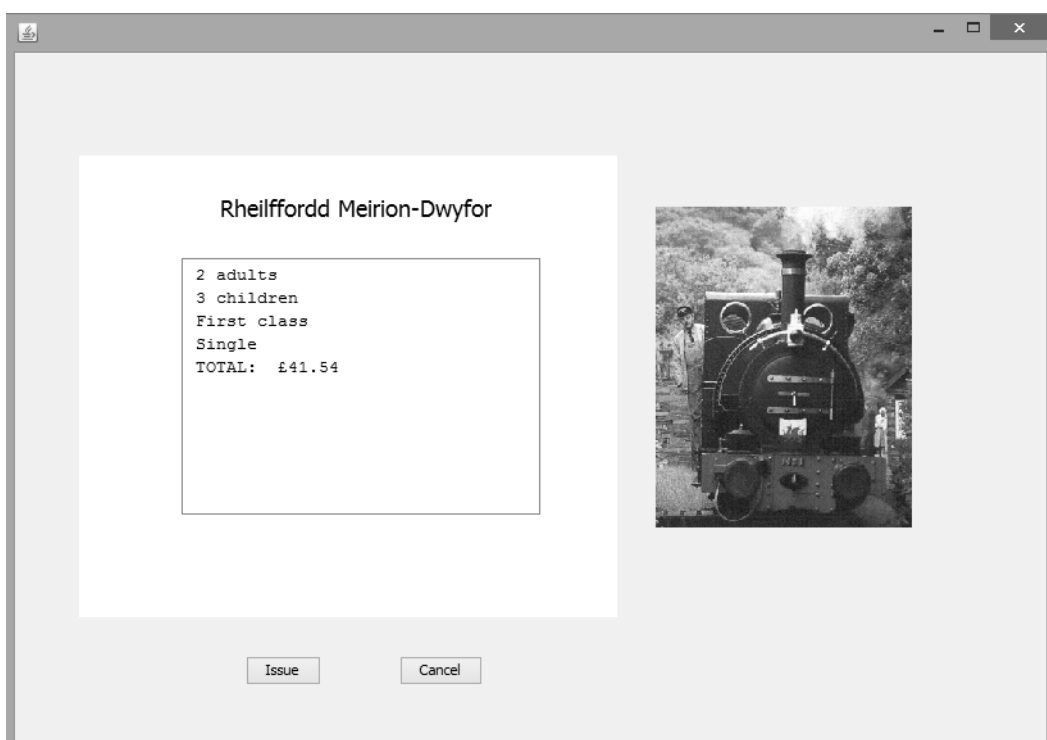 Rheilffordd Meirion-Dwyfor
2 adults
3 children
First class
Single
TOTAL:  £41.54
Issue
Cancel